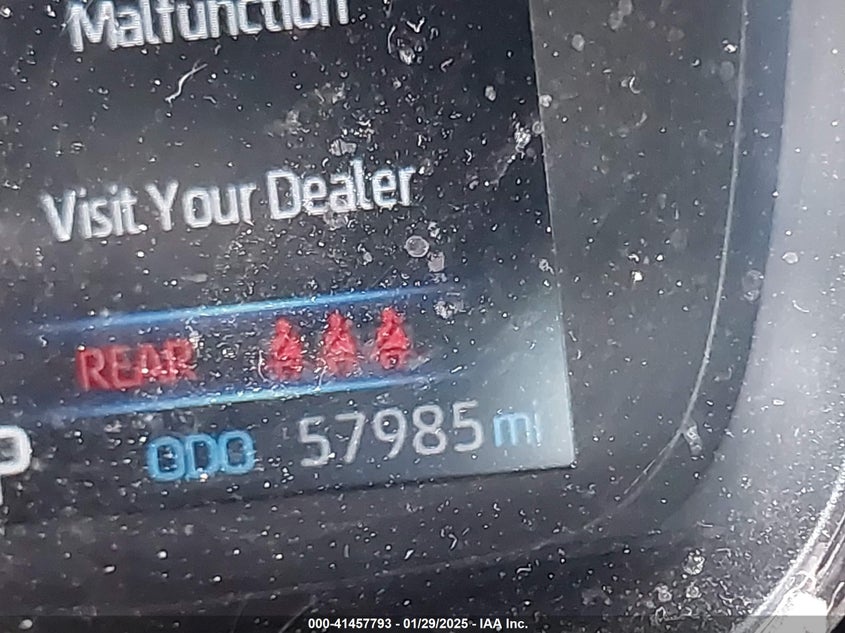 Malfunction
Visit Your Dealer
REAR
P
ODO 57985 mi
000-41457793 - 01/29/2025 - IAA Inc.